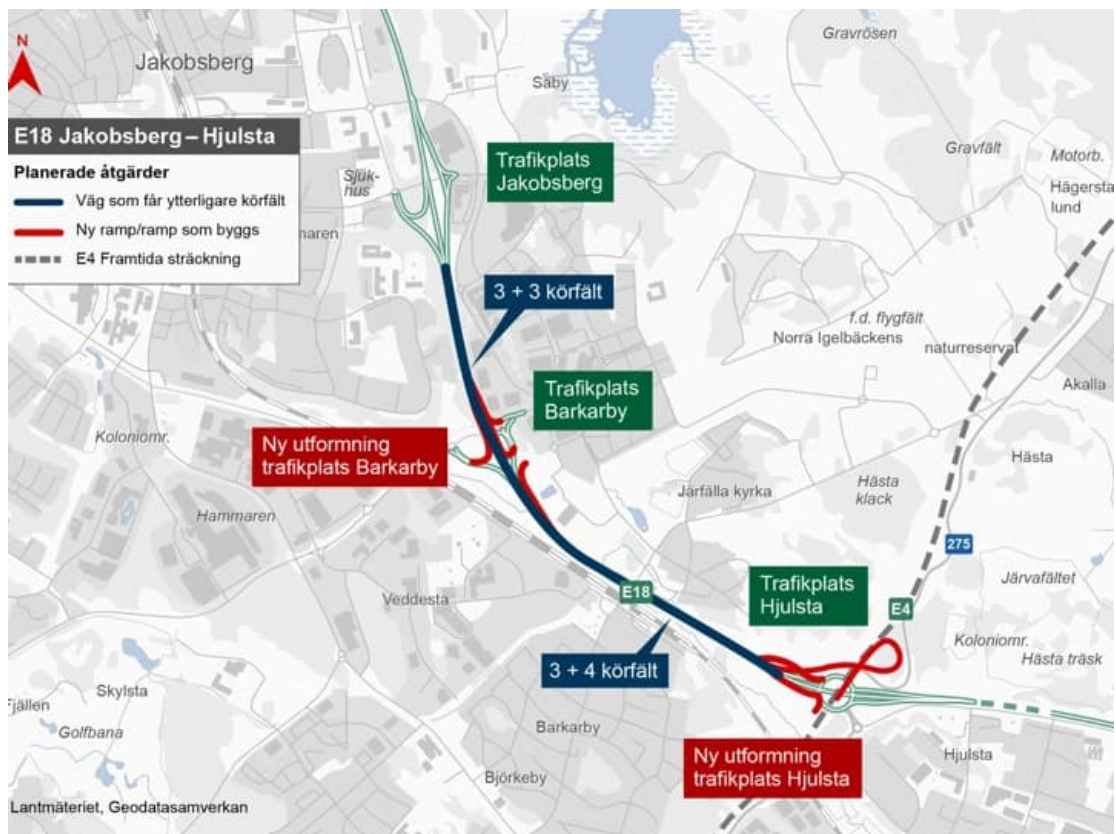 N
Jakobsberg
E18 Jakobsberg – Hjulsta
Planerade åtgärder
Väg som får ytterligare körfält
Ny ramp/ramp som byggs
E4 Framtida sträckning
Säby
Gravrösen
Trafikplats
Jakobsberg
Sjuk-
hus
Gravfält
Motorb.
Hägersta
lund
3 + 3 körfält
f.d. flygfält
Norra Igelbäckens
naturreservat
Akalla
Trafikplats
Barkarby
Ny utformning
trafikplats Barkarby
Koloniomr.
Hammaren
Järfälla kyrka
Hästa
klack
Hästa
275
Järvafältet
Veddesta
E18
Trafikplats
Hjulsta
E4
Koloniomr.
Hästa träsk
3 + 4 körfält
Skylsta
Fjällen
Golfbana
Barkarby
Björkeby
Ny utformning
trafikplats Hjulsta
Hjulsta
Lantmäteriet, Geodatasamverkan